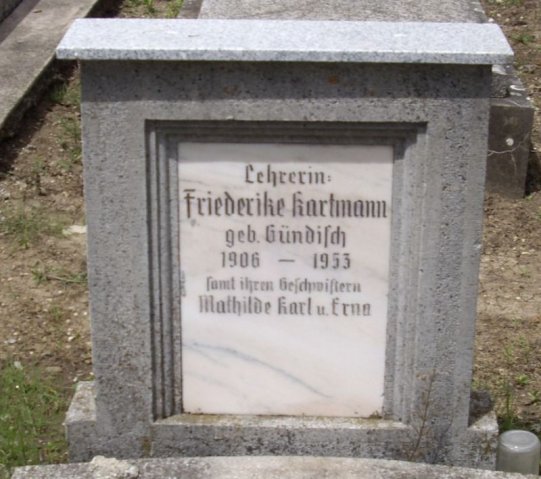 Lehrerin:
Friederike Hartmann
geb. Gündisch
1906 — 1953
samt ihren Geschwistern
Mathilde Karl u. Erna